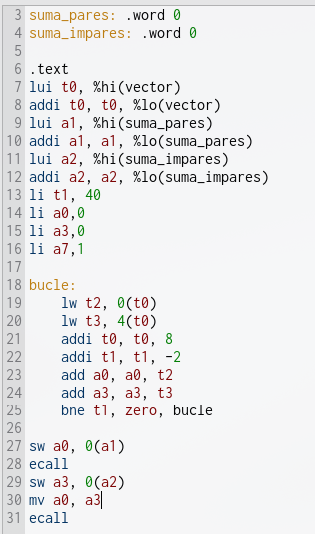 3 suma_pares: .word 0
4 suma_impares: .word 0
5
6 .text
7 lui t0, %hi(vector)
8 addi t0, t0, %lo(vector)
9 lui a1, %hi(suma_pares)
10 addi a1, a1, %lo(suma_pares)
11 lui a2, %hi(suma_impares)
12 addi a2, a2, %lo(suma_impares)
13 li t1, 40
14 li a0,0
15 li a3,0
16 li a7,1
17
18 bucle:
19     lw t2, 0(t0)
20     lw t3, 4(t0)
21     addi t0, t0, 8
22     addi t1, t1, -2
23     add a0, a0, t2
24     add a3, a3, t3
25     bne t1, zero, bucle
26
27 sw a0, 0(a1)
28 ecall
29 sw a3, 0(a2)
30 mv a0, a3
31 ecall